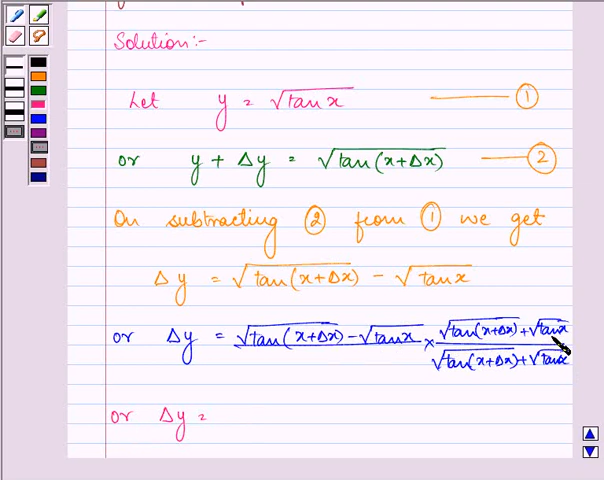 Solution:-
Let y = √tan x ——— ①
or y + Δy = √tan(x+Δx) —— ②
On subtracting ② from ① we get
Δy = √tan(x+Δx) - √tan x
or Δy = √tan(x+Δx) - √tan x × (√tan(x+Δx) + √tan x)/(√tan(x+Δx) + √tan x)
or Δy =